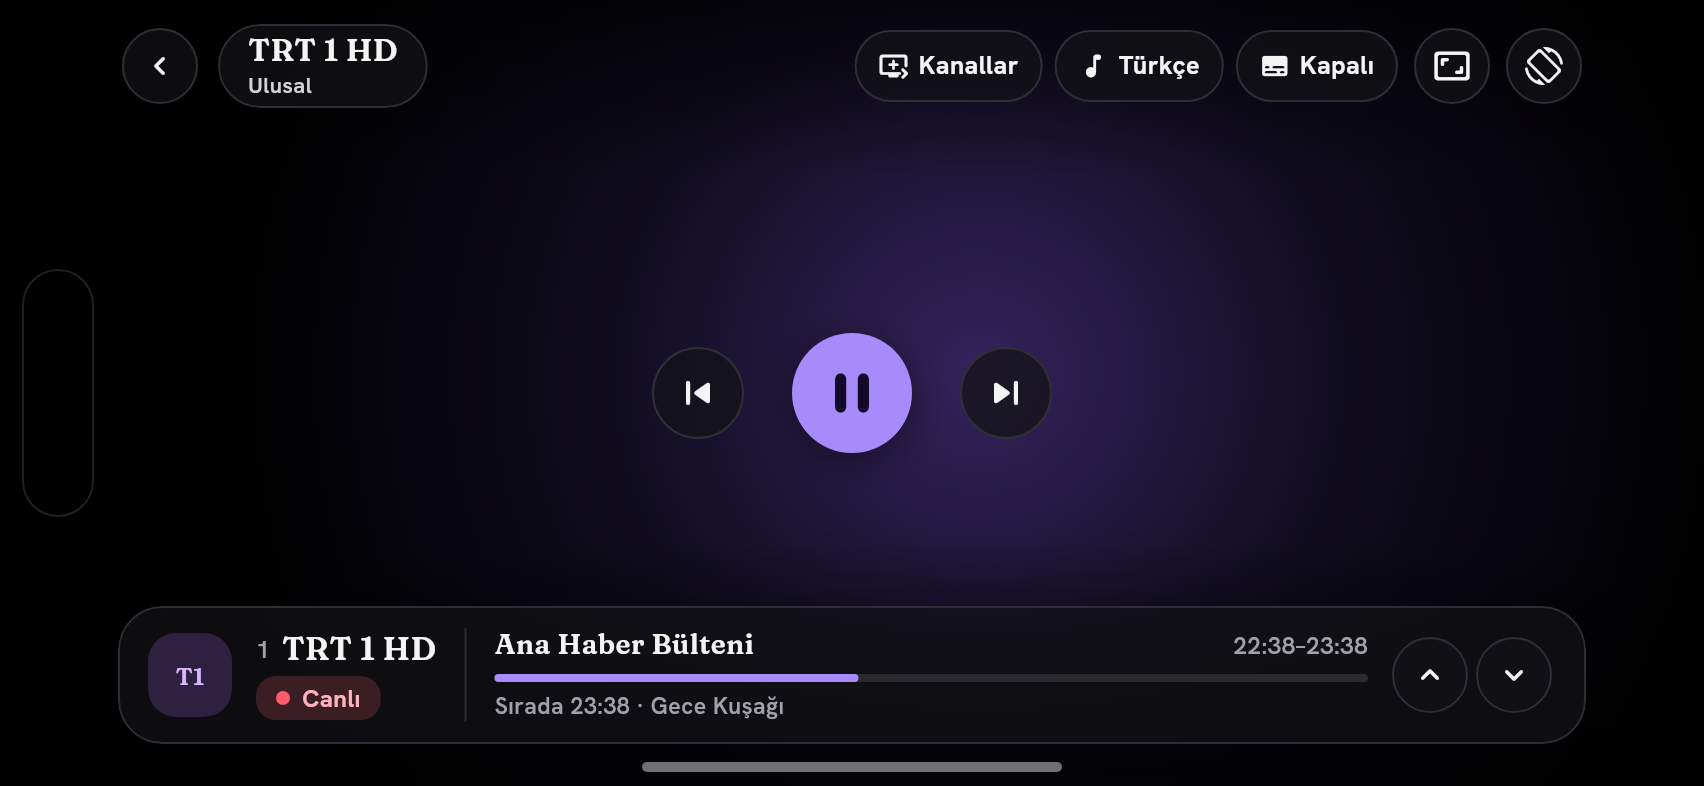 TRT 1 HD
Ulusal
Kanallar
Türkçe
Kapalı
T1
1 TRT 1 HD
Canlı
Ana Haber Bülteni
22:38–23:38
Sırada 23:38 · Gece Kuşağı